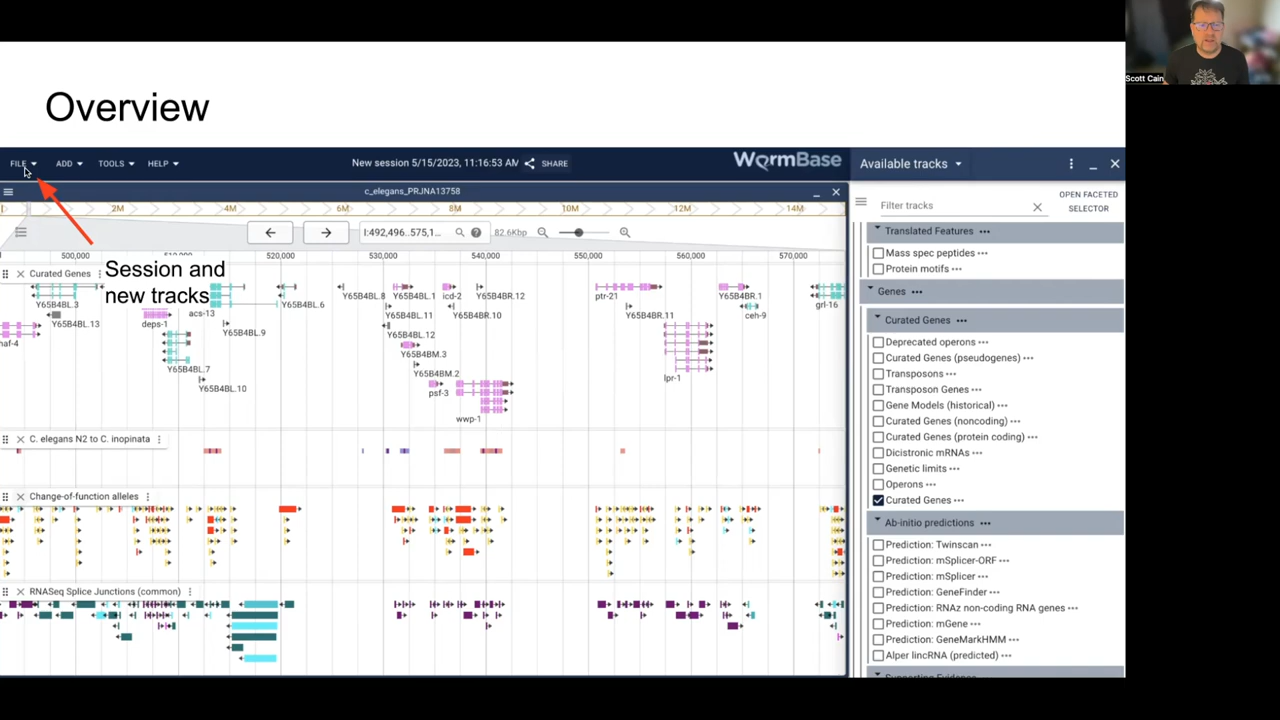 Scott Cain
Overview
FILE ADD TOOLS HELP
New session 5/15/2023, 11:16:53 AM SHARE
WormBase
Available tracks
c_elegans_PRJNA13758
OPEN FACETED
SELECTOR
Filter tracks
2M 4M 6M 8M 10M 12M 14M
I:492,496..575,1...
82.6Kbp
500,000 520,000 530,000 540,000 550,000 560,000 570,000
Session and
new tracks
Curated Genes
Y65B4BL.3 acs-13 Y65B4BL.6 Y65B4BL.8 Y65B4BL.1 icd-2 Y65B4BR.12 ptr-21 Y65B4BR.1 grl-16
Y65B4BL.13 deps-1 Y65B4BL.9 Y65B4BL.11 Y65B4BR.10 Y65B4BR.11 ceh-9
Y65B4BL.12
Y65B4BM.3
Y65B4BL.7 Y65B4BM.2 lpr-1
Y65B4BL.10 psf-3
wwp-1
C. elegans N2 to C. inopinata
Change-of-function alleles
RNASeq Splice Junctions (common)
Translated Features
Mass spec peptides
Protein motifs
Genes
Curated Genes
Deprecated operons
Curated Genes (pseudogenes)
Transposons
Transposon Genes
Gene Models (historical)
Curated Genes (noncoding)
Curated Genes (protein coding)
Dicistronic mRNAs
Genetic limits
Operons
Curated Genes
Ab-initio predictions
Prediction: Twinscan
Prediction: mSplicer-ORF
Prediction: mSplicer
Prediction: GeneFinder
Prediction: RNAz non-coding RNA genes
Prediction: mGene
Prediction: GeneMarkHMM
Alper lincRNA (predicted)
Supporting Evidence